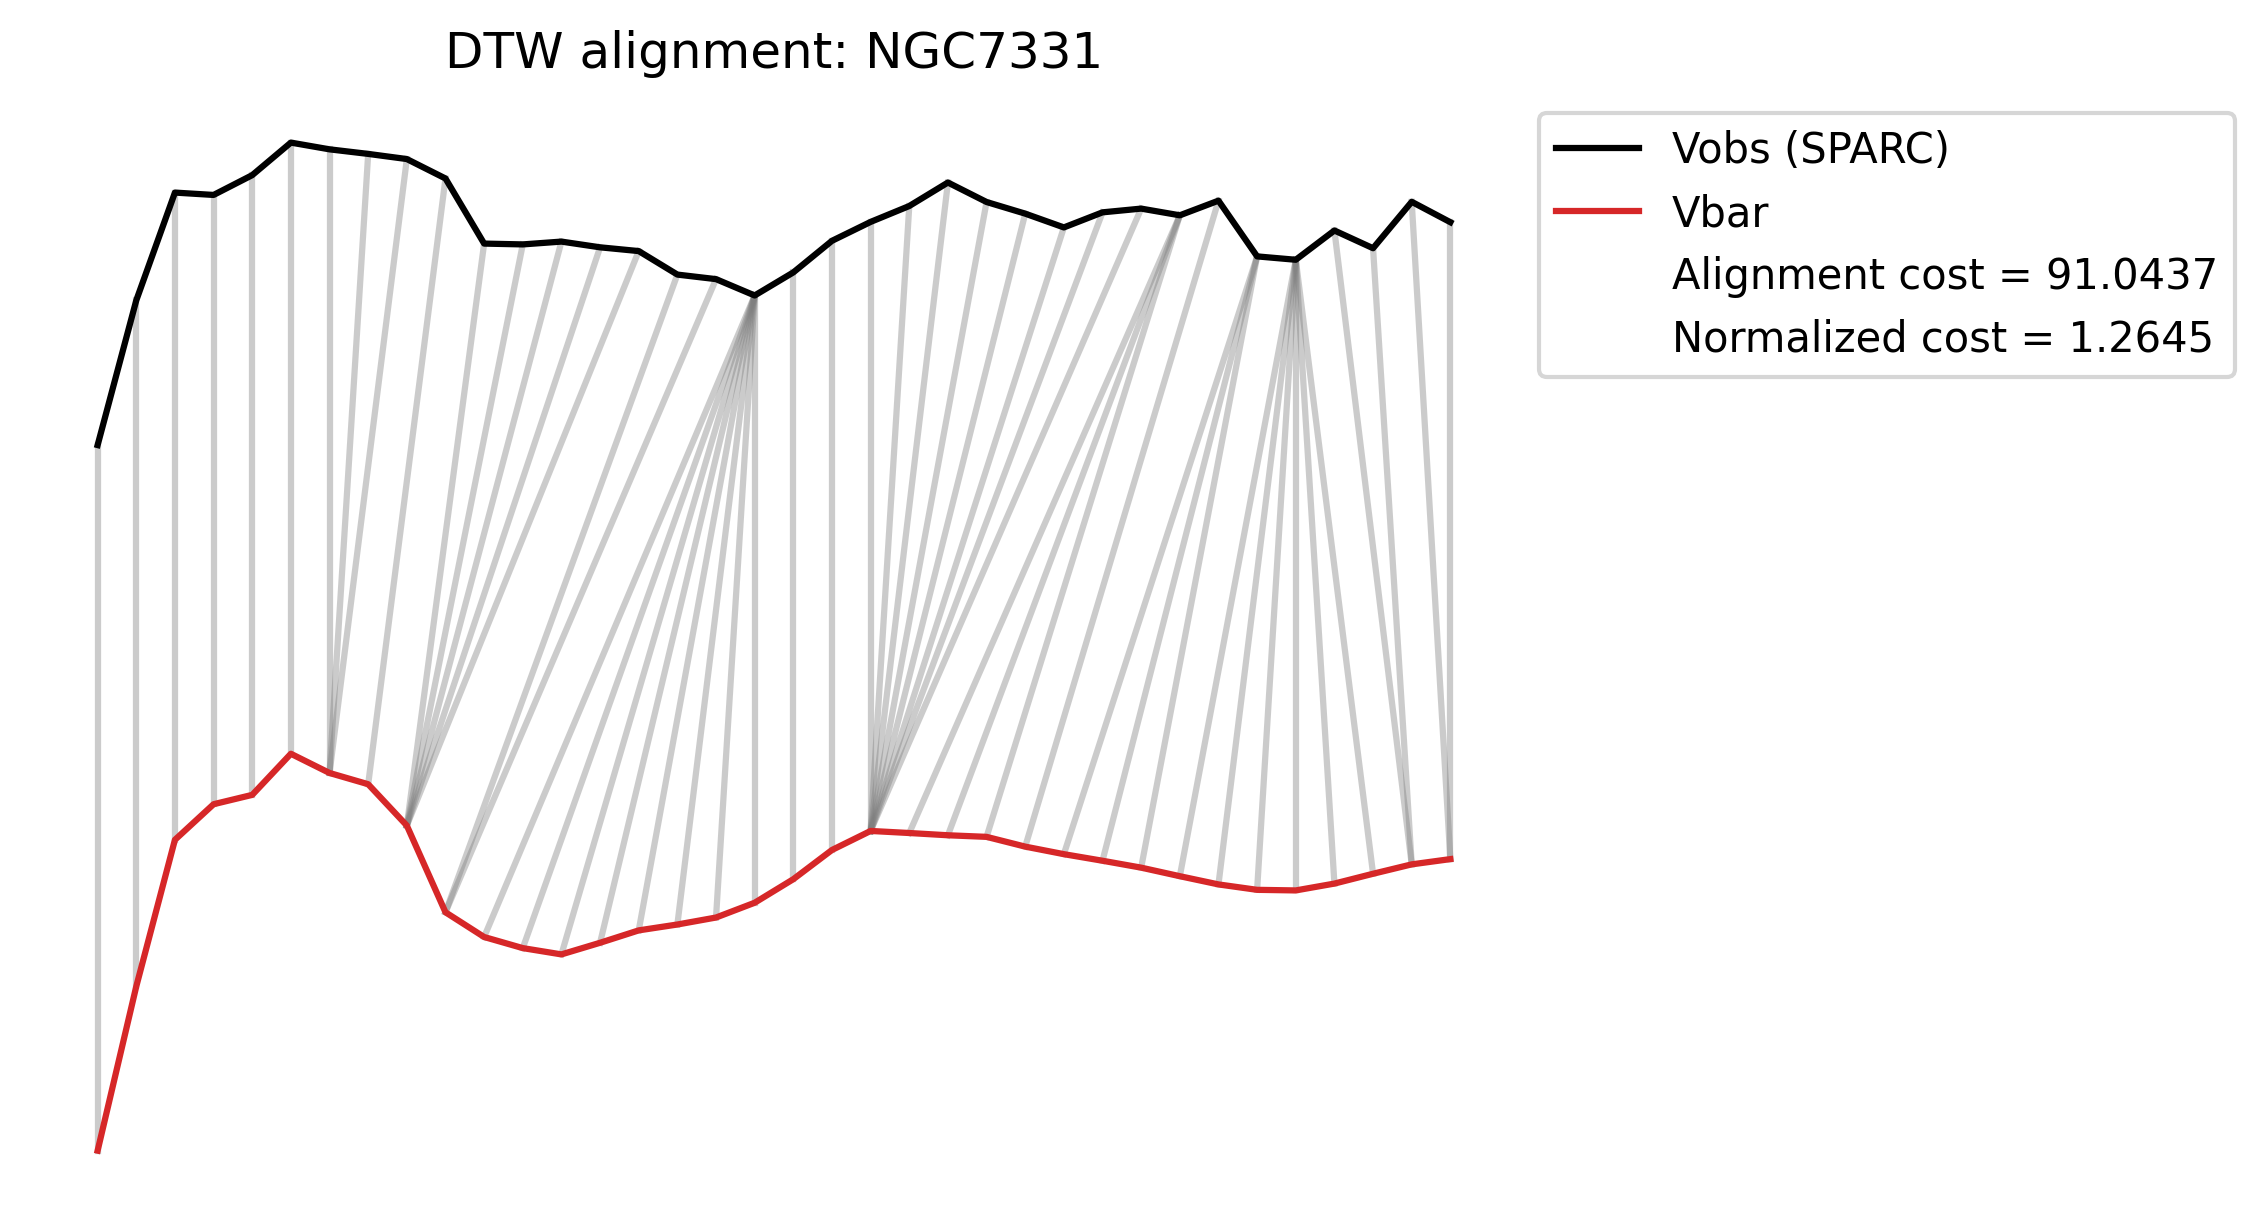 DTW alignment: NGC7331
Vobs (SPARC)
Vbar
Alignment cost = 91.0437
Normalized cost = 1.2645